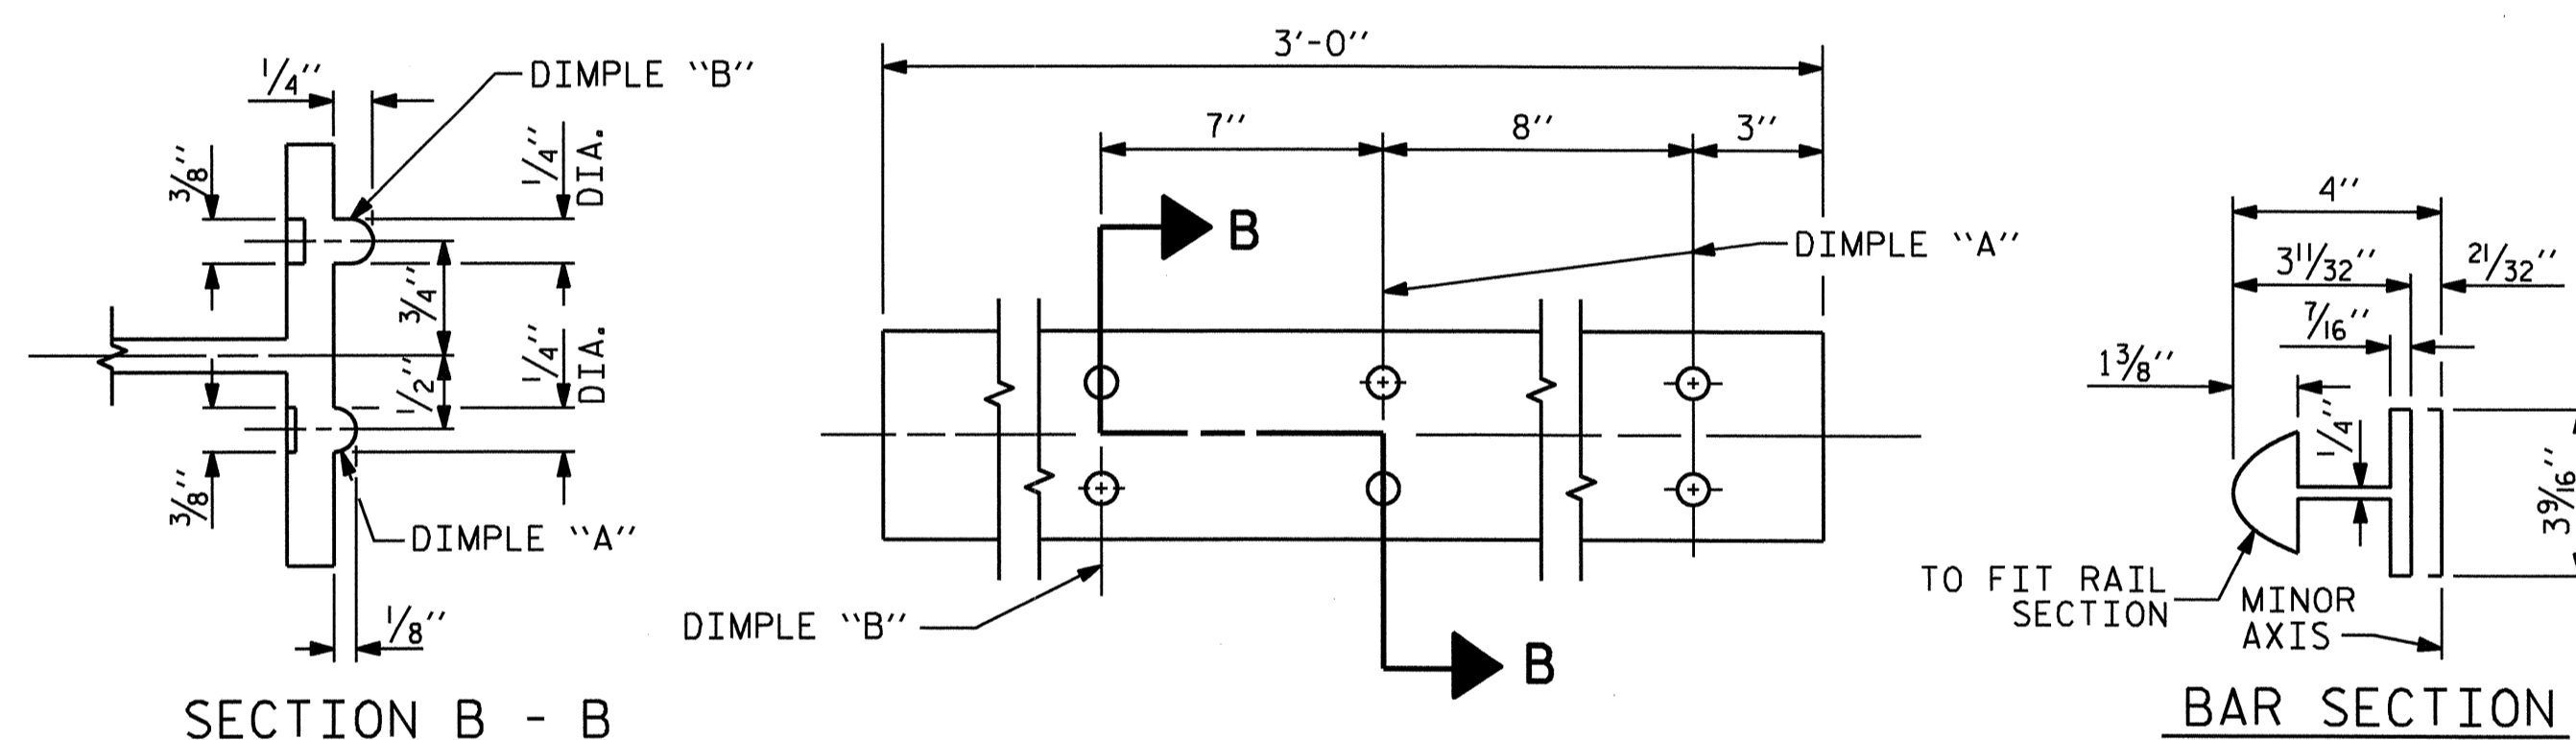 1/4"
DIMPLE "B"
3/8"
1/4"
DIA.
3/4"
1/2"
1/4"
DIA.
3/8"
DIMPLE "A"
1/8"
SECTION B - B
3'-0"
7"
8"
3"
B
DIMPLE "A"
DIMPLE "B"
B
4"
3 11/32"
21/32"
7/16"
1 3/8"
1/4"
3 9/16"
TO FIT RAIL
SECTION
MINOR
AXIS
BAR SECTION